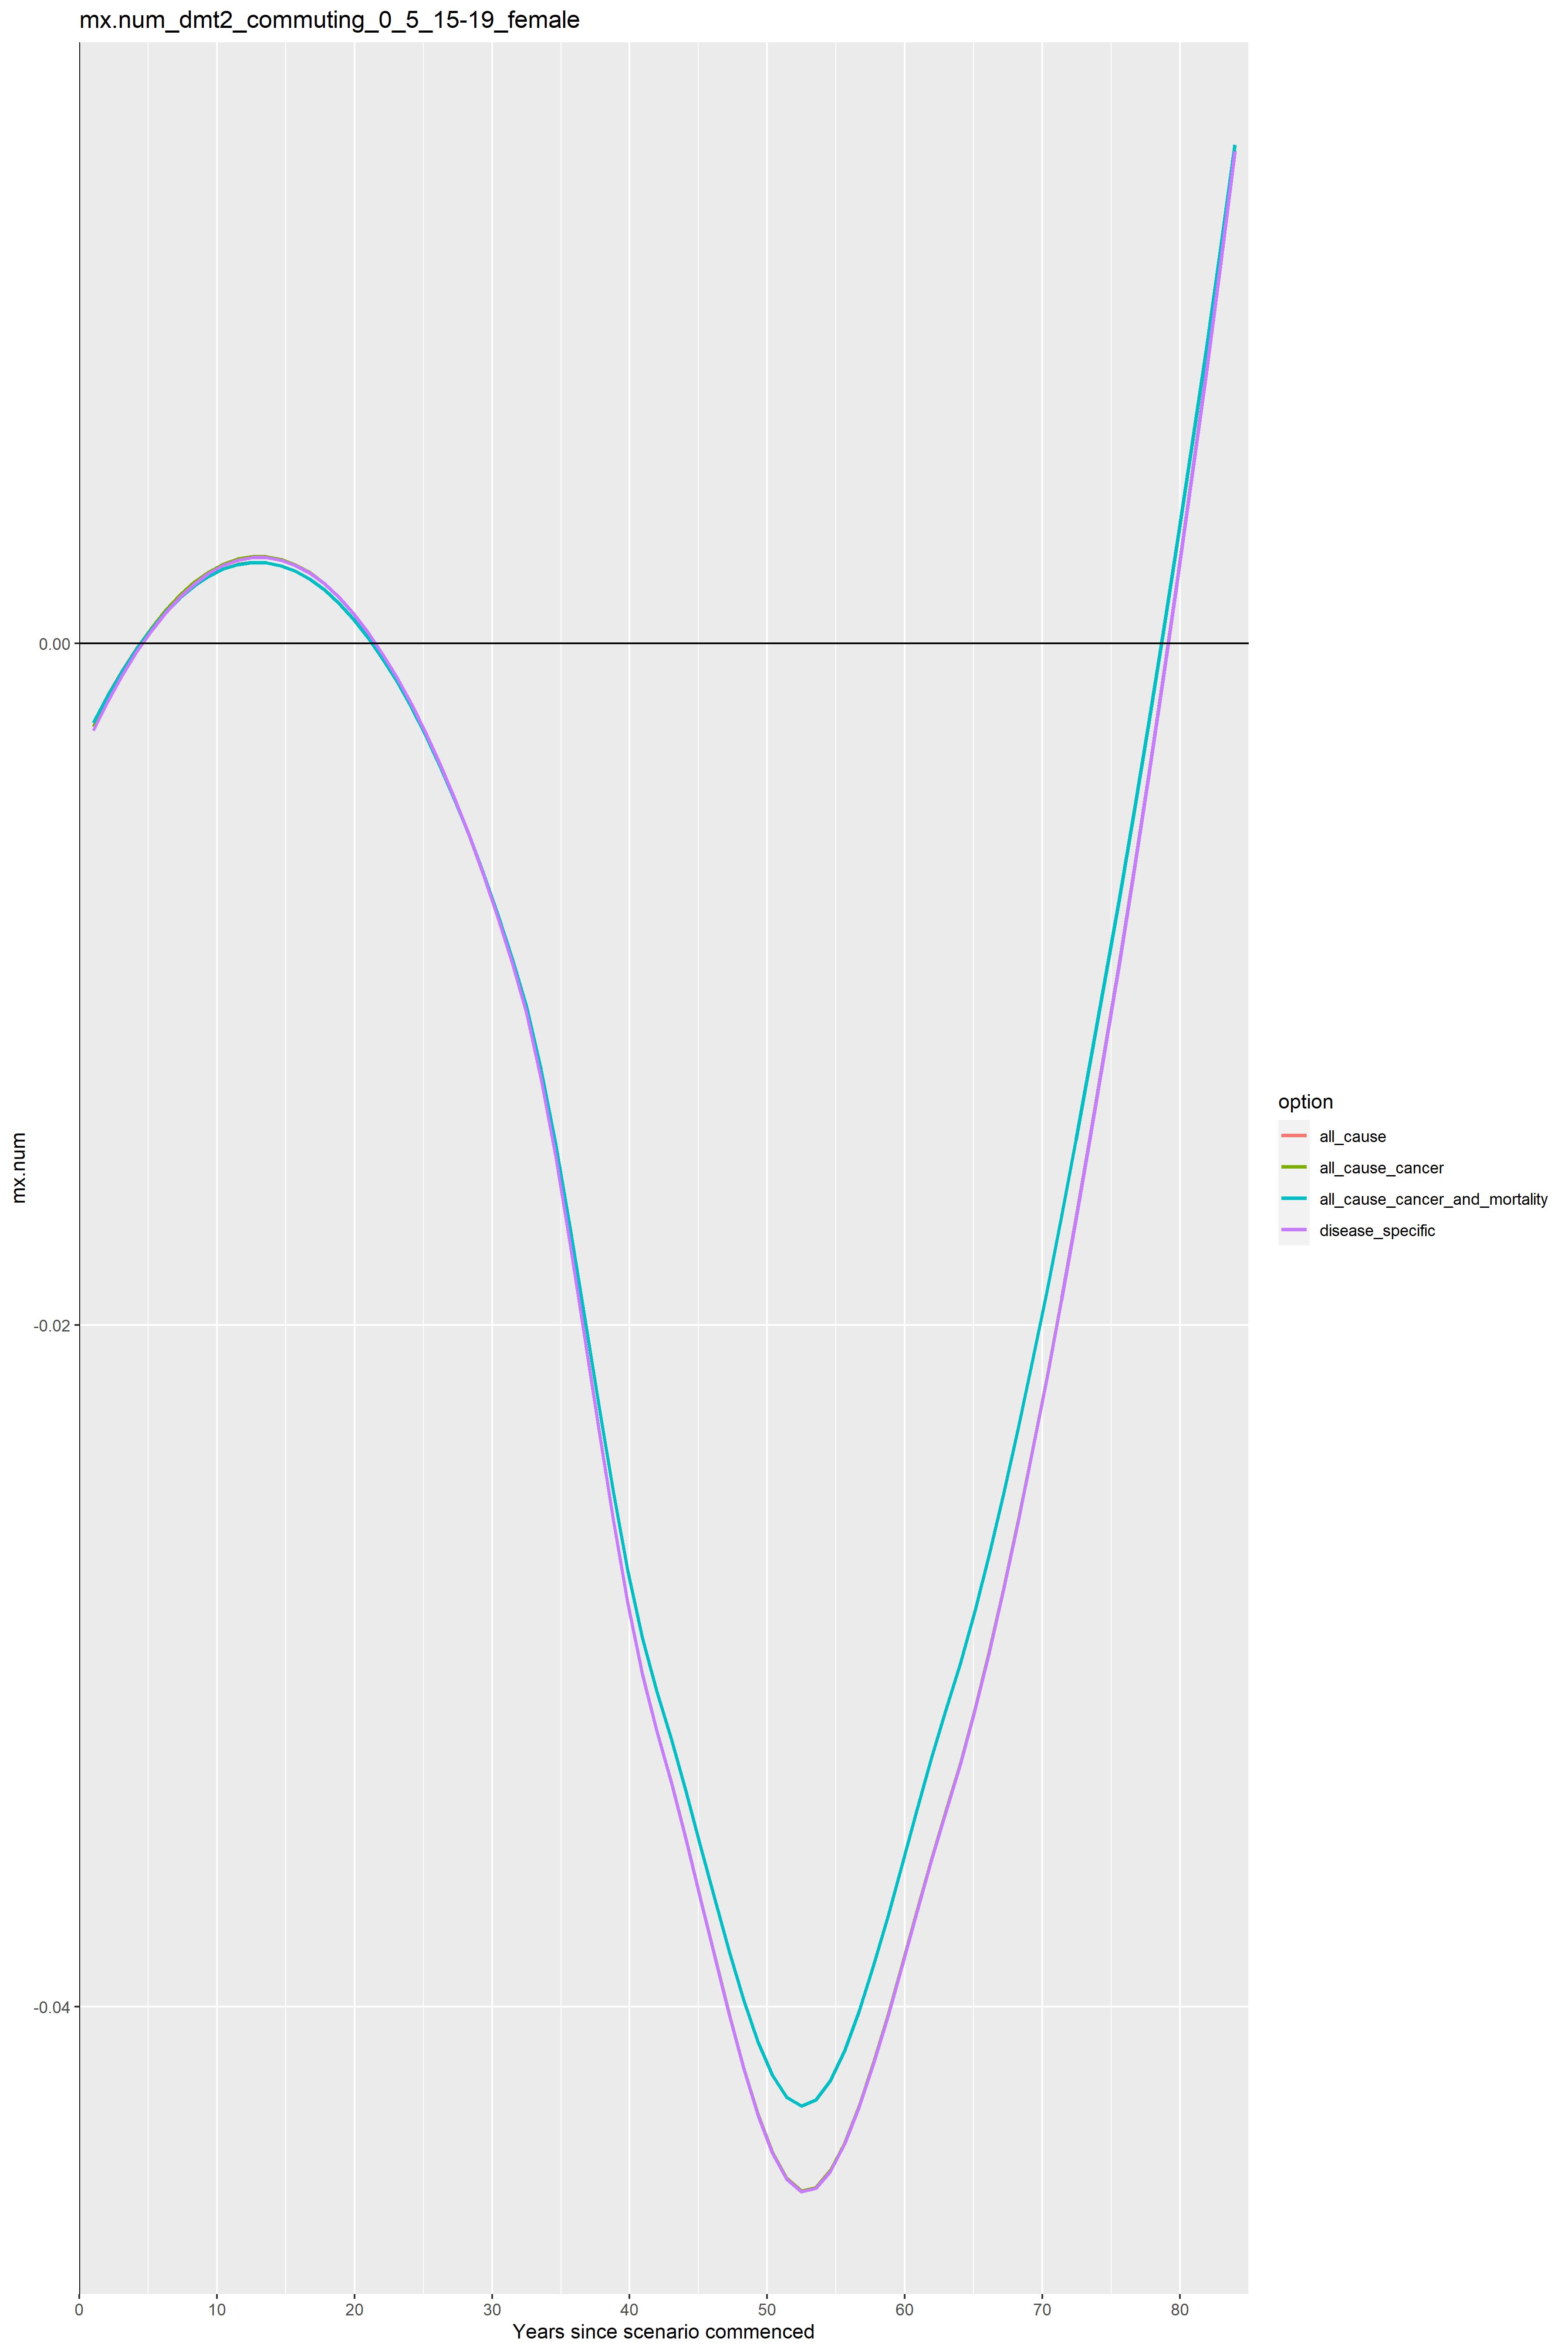 mx.num_dmt2_commuting_0_5_15-19_female
mx.num
0.00
-0.02
-0.04
0 10 20 30 40 50 60 70 80
Years since scenario commenced
option
all_cause
all_cause_cancer
all_cause_cancer_and_mortality
disease_specific